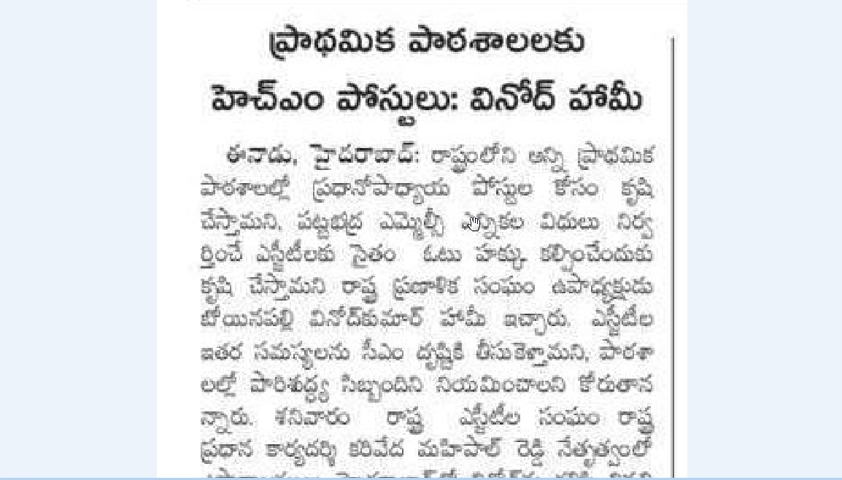 ప్రాథమిక పాఠశాలలకు
హెచ్ఎం పోస్టులు: వినోద్ హామీ
ఈనాడు, హైదరాబాద్: రాష్ట్రంలోని అన్ని ప్రాథమిక
పాఠశాలల్లో ప్రధానోపాధ్యాయ పోస్టుల కోసం కృషి
చేస్తామని, పట్టభద్ర ఎమ్మెల్సీ ఎన్నికల విధులు నిర్వ
ర్తించే ఎస్జీటీలకు సైతం ఓటు హక్కు కల్పించేందుకు
కృషి చేస్తామని రాష్ట్ర ప్రణాళిక సంఘం ఉపాధ్యక్షుడు
బోయినపల్లి వినోద్‌కుమార్ హామీ ఇచ్చారు. ఎస్జీటీల
ఇతర సమస్యలను సీఎం దృష్టికి తీసుకెళ్తామని, పాఠశా
లల్లో పారిశుద్ధ్య సిబ్బందిని నియమించాలని కోరుతాన
న్నారు. శనివారం రాష్ట్ర ఎస్జీటీల సంఘం రాష్ట్ర
ప్రధాన కార్యదర్శి కరివేద మహిపాల్ రెడ్డి నేతృత్వంలో